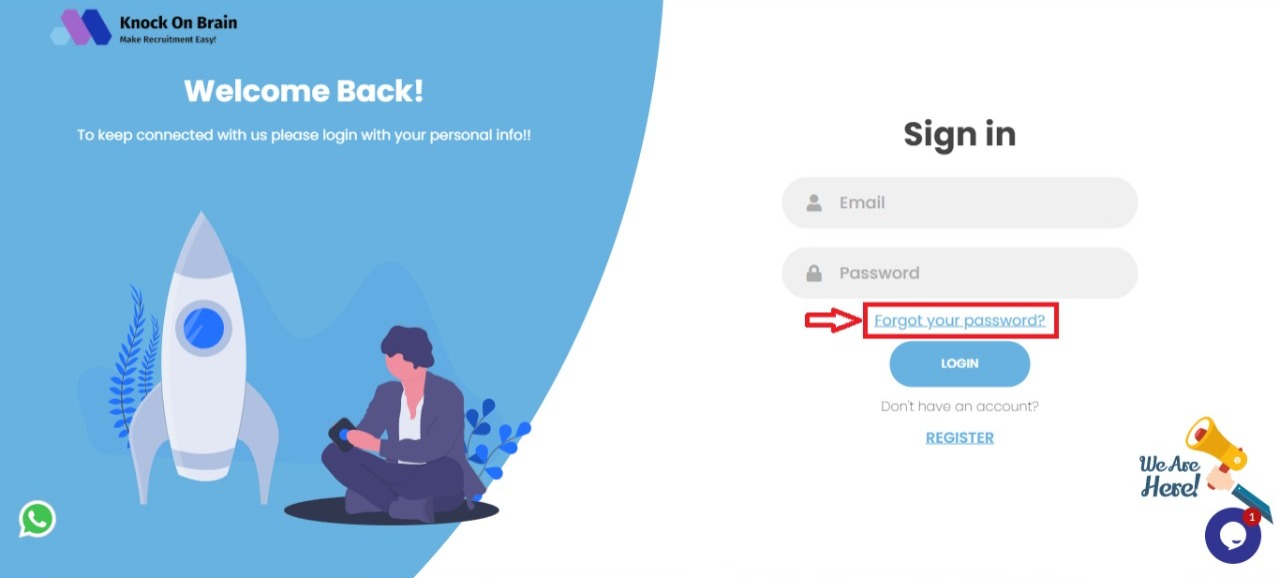 Knock On Brain
Make Recruitment Easy!
Welcome Back!
To keep connected with us please login with your personal info!!
Sign in
Email
Password
Forgot your password?
LOGIN
Don't have an account?
REGISTER
We Are
Here!
1